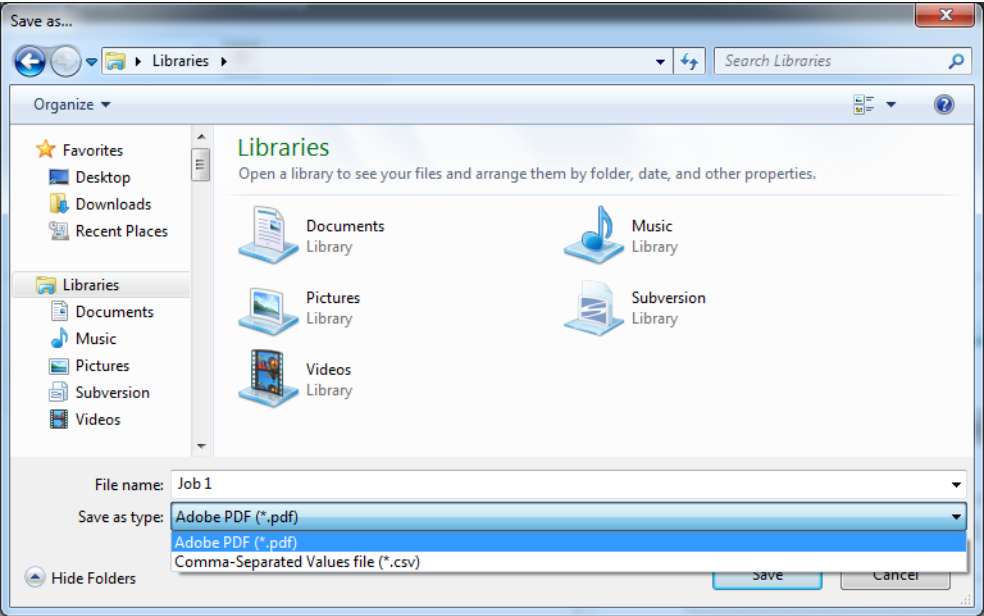 Save as...
Libraries
Search Libraries
Organize
Favorites
Desktop
Downloads
Recent Places
Libraries
Documents
Music
Pictures
Subversion
Videos
Libraries
Open a library to see your files and arrange them by folder, date, and other properties.
Documents
Library
Music
Library
Pictures
Library
Subversion
Library
Videos
Library
File name: Job 1
Save as type: Adobe PDF (*.pdf)
Adobe PDF (*.pdf)
Comma-Separated Values file (*.csv)
Hide Folders
Save
Cancel